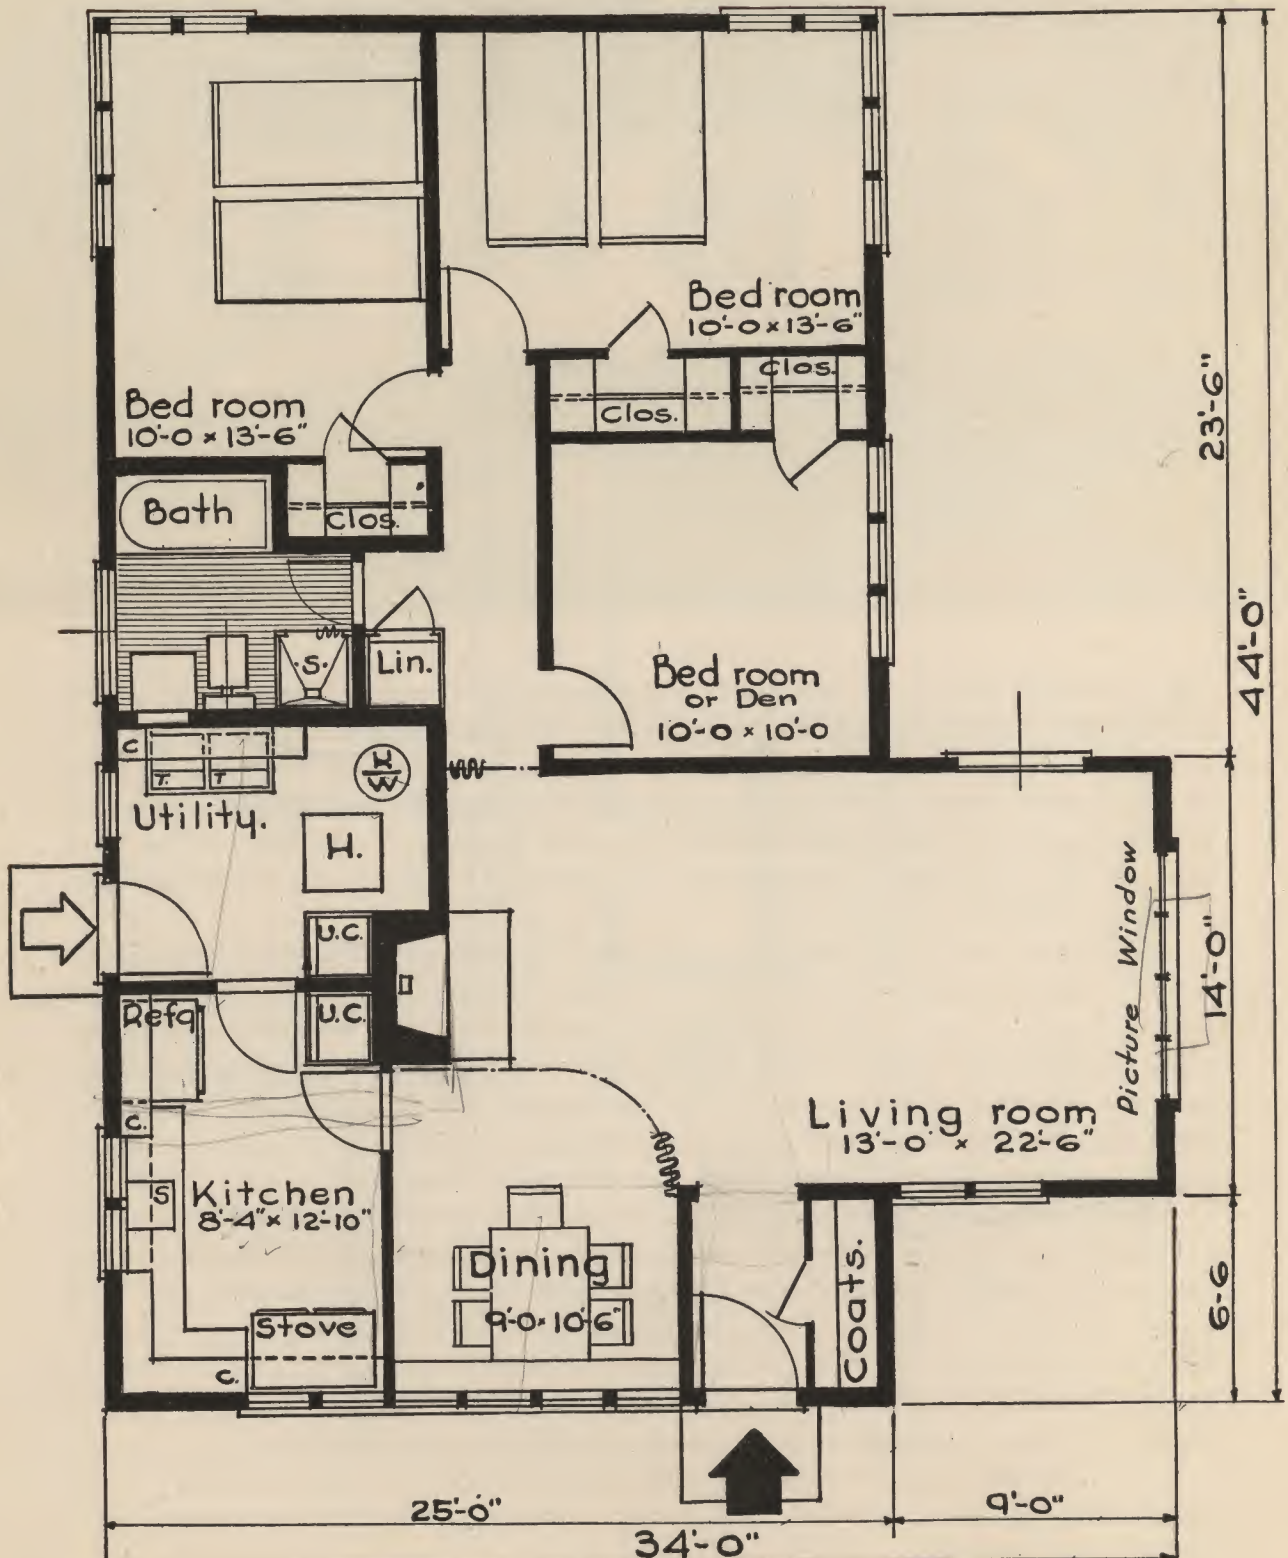 Bed room
10'-0 x 13'-6"
Clos.
Clos.
Bed room
10'-0 x 13'-6"
Clos.
Bath
S.
Lin.
Bed room
or Den
10'-0 x 10'-0
23'-6"
44'-0"
C
T.
T
H
W
Utility.
H.
U.C.
U.C.
Refg
C.
S
Kitchen
8'-4" x 12'-10"
Stove
C.
Dining
9'-0 x 10'-6"
Living room
13'-0" x 22'-6"
Picture Window
14'-0"
Coats.
6-6
25'-0"
9'-0"
34'-0"